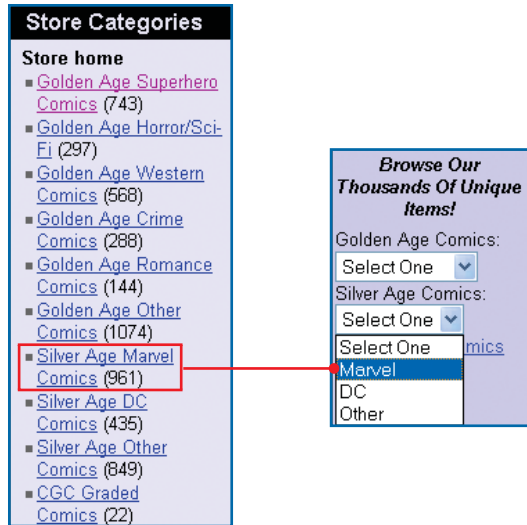 Store Categories
Store home
Golden Age Superhero
Comics (743)
Golden Age Horror/Sci-
Fi (297)
Golden Age Western
Comics (568)
Golden Age Crime
Comics (288)
Golden Age Romance
Comics (144)
Golden Age Other
Comics (1074)
Silver Age Marvel
Comics (961)
Silver Age DC
Comics (435)
Silver Age Other
Comics (849)
CGC Graded
Comics (22)
Browse Our
Thousands Of Unique
Items!
Golden Age Comics:
Select One
Silver Age Comics:
Select One
Select One
mics
Marvel
DC
Other